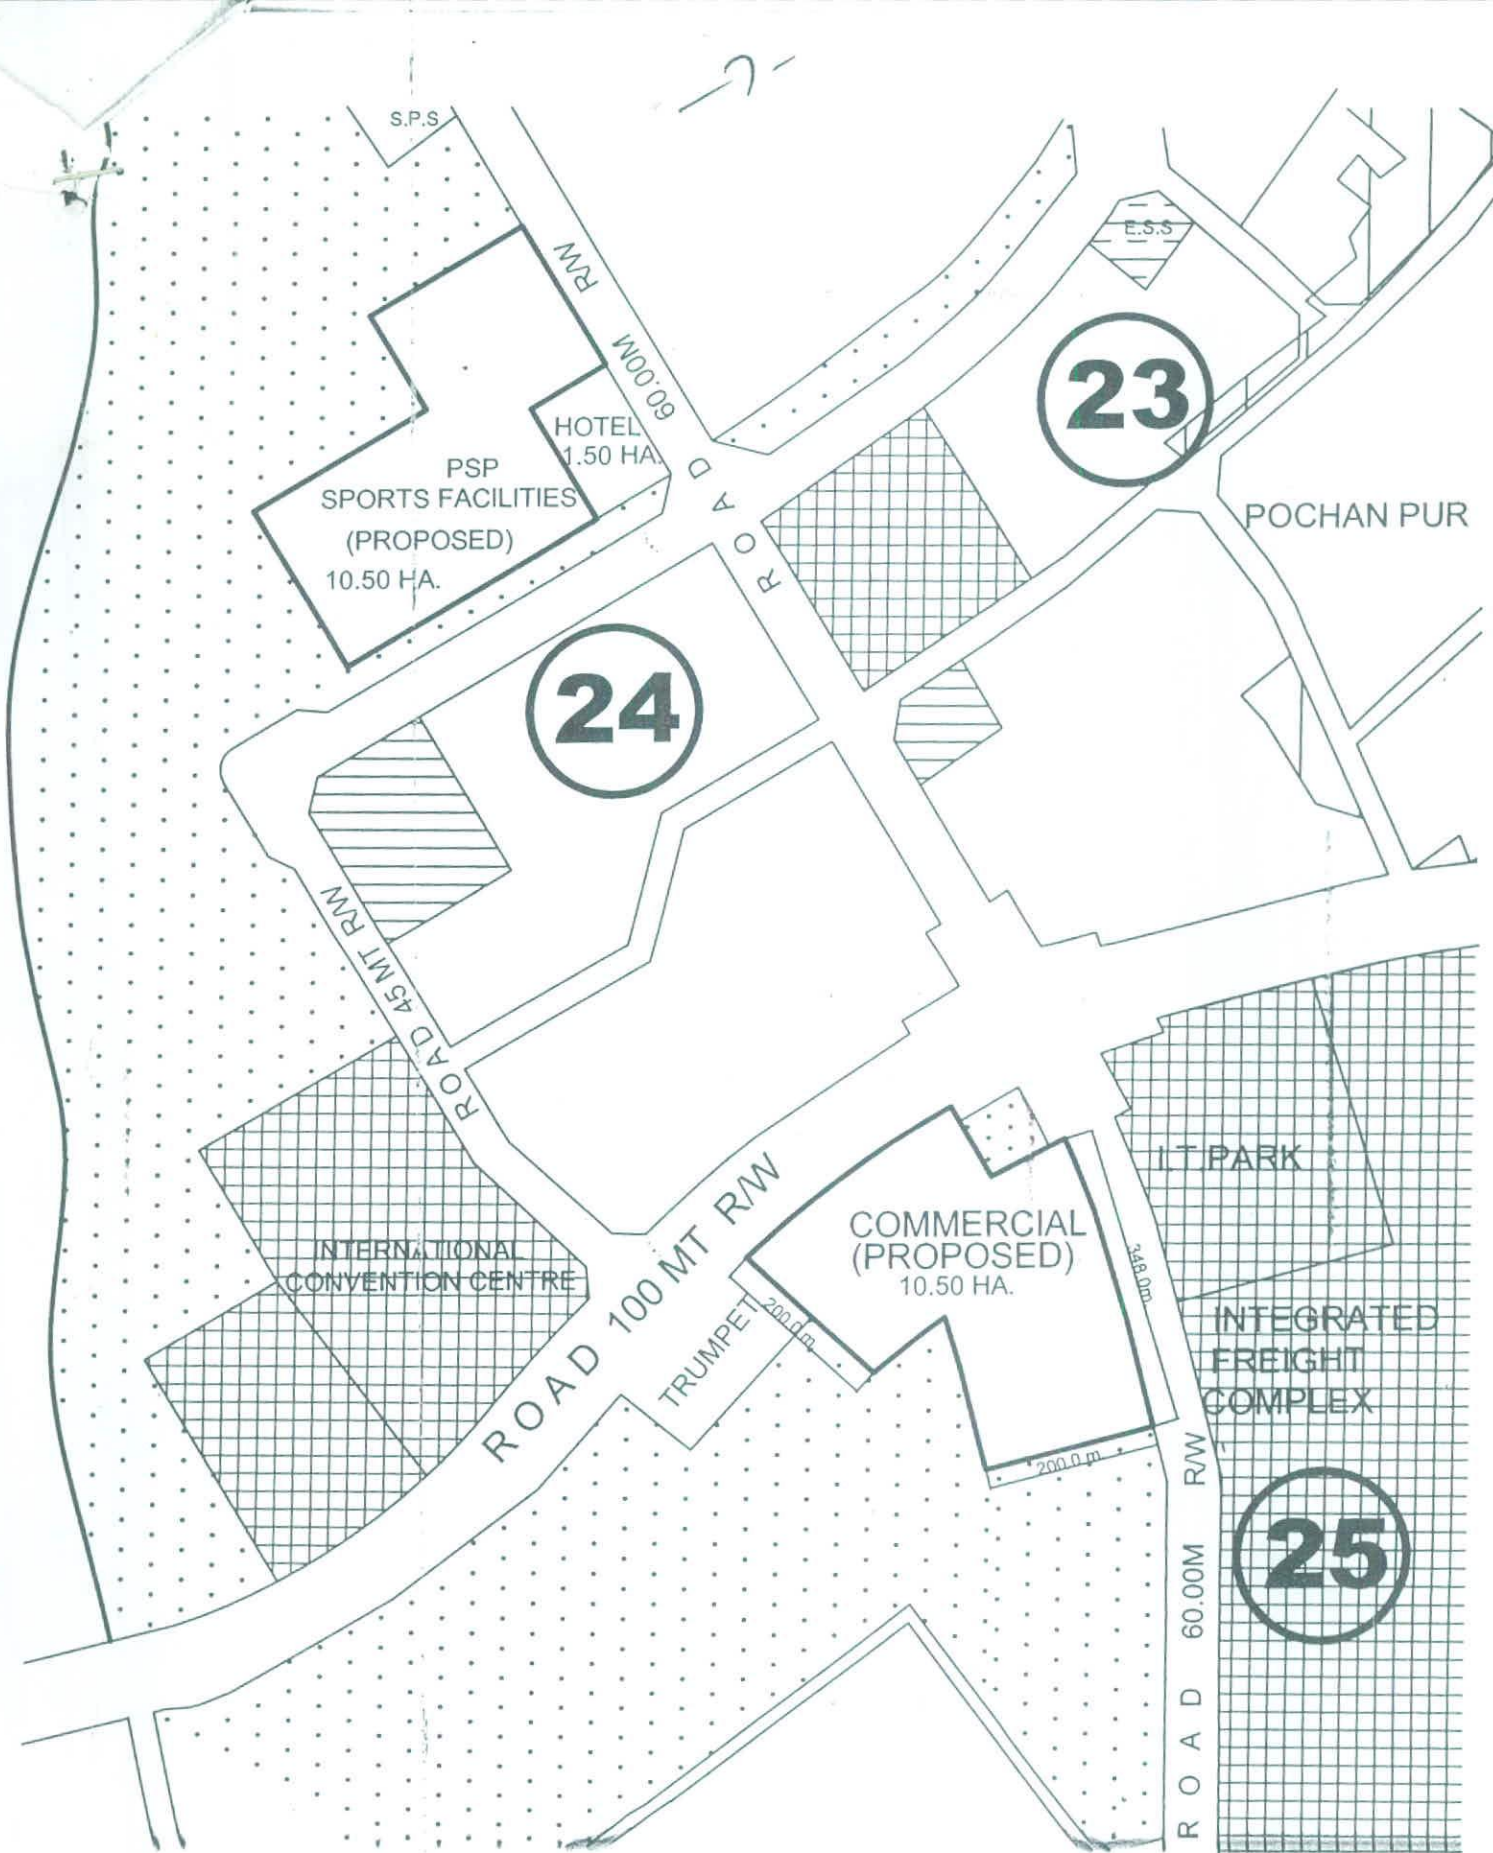 -2-
S.P.S
R/W
60.00M
ROAD
E.S.S
23
HOTEL
1.50 HA.
PSP
SPORTS FACILITIES
(PROPOSED)
10.50 HA.
POCHAN PUR
24
ROAD 45 MT R/W
I.T.PARK
INTERNATIONAL
CONVENTION CENTRE
ROAD 100 MT R/W
COMMERCIAL
(PROPOSED)
10.50 HA.
348.0m
200.0 m
TRUMPET
INTEGRATED
FREIGHT
COMPLEX
200.0 m
25
ROAD 60.00M R/W